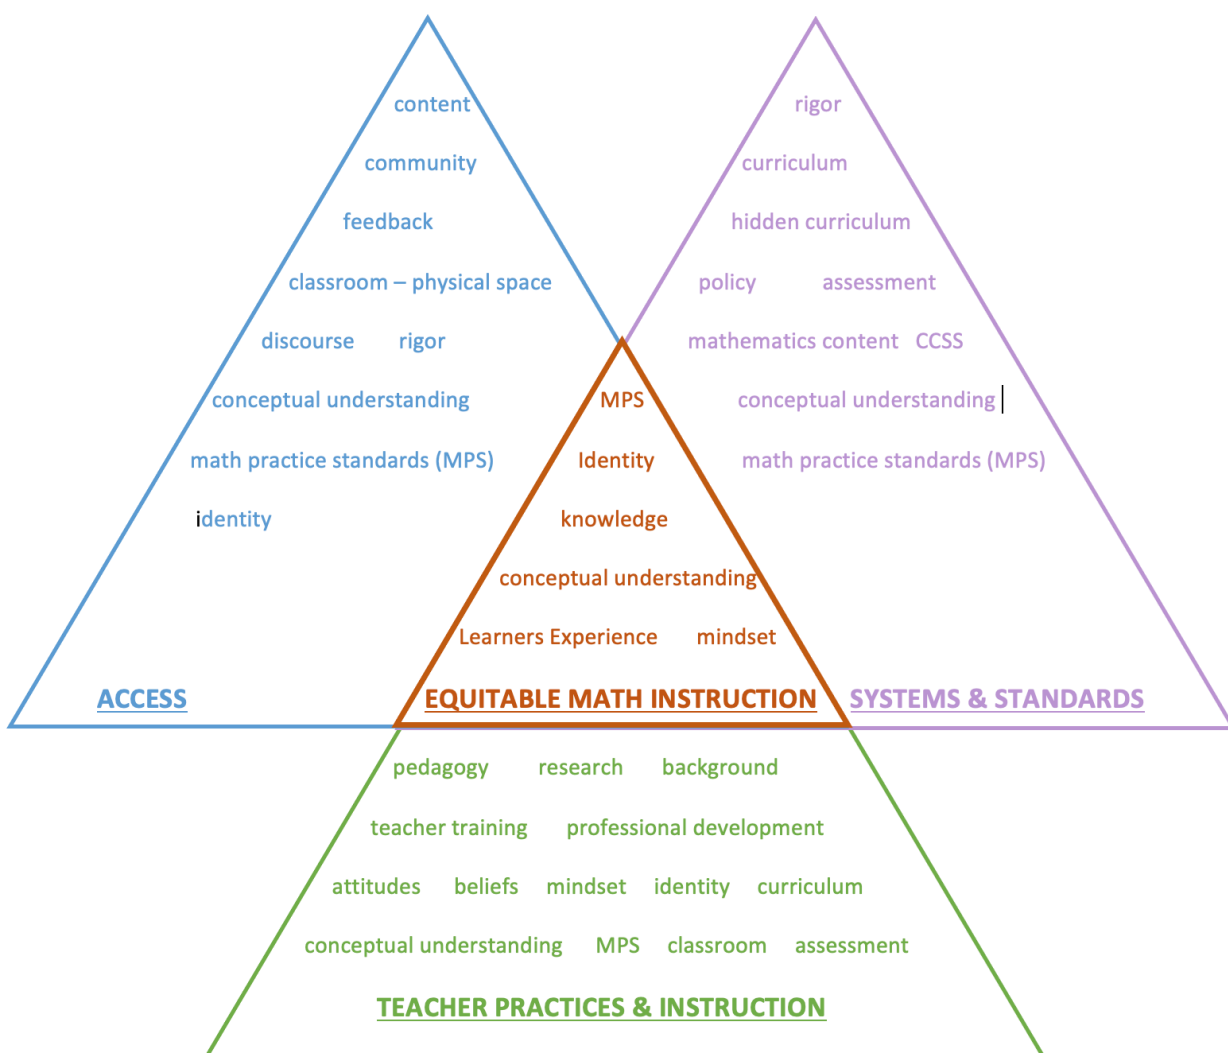 content
community
feedback
classroom – physical space
discourse rigor
conceptual understanding
math practice standards (MPS)
identity
ACCESS
rigor
curriculum
hidden curriculum
policy assessment
mathematics content CCSS
conceptual understanding
math practice standards (MPS)
SYSTEMS & STANDARDS
MPS
Identity
knowledge
conceptual understanding
Learners Experience mindset
EQUITABLE MATH INSTRUCTION
pedagogy research background
teacher training professional development
attitudes beliefs mindset identity curriculum
conceptual understanding MPS classroom assessment
TEACHER PRACTICES & INSTRUCTION